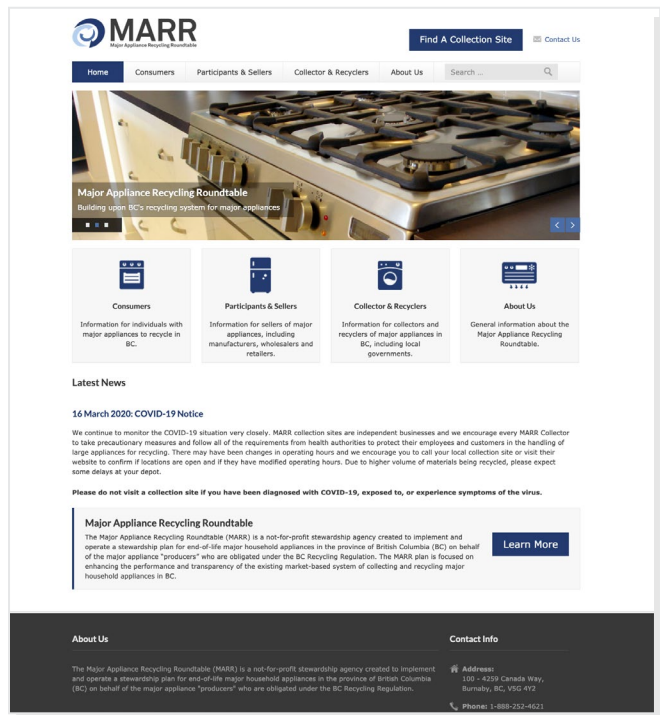 MARR
Major Appliance Recycling Roundtable
Find A Collection Site
Contact Us
Home
Consumers
Participants & Sellers
Collector & Recyclers
About Us
Search ...
Major Appliance Recycling Roundtable
Building upon BC's recycling system for major appliances
Consumers
Information for individuals with
major appliances to recycle in
BC.
Participants & Sellers
Information for sellers of major
appliances, including
manufacturers, wholesalers and
retailers.
Collector & Recyclers
Information for collectors and
recyclers of major appliances in
BC, including local
governments.
About Us
General information about the
Major Appliance Recycling
Roundtable.
Latest News
16 March 2020: COVID-19 Notice
We continue to monitor the COVID-19 situation very closely. MARR collection sites are independent businesses and we encourage every MARR Collector
to take precautionary measures and follow all of the requirements from health authorities to protect their employees and customers in the handling of
large appliances for recycling. There may have been changes in operating hours and we encourage you to call your local collection site or visit their
website to confirm if locations are open and if they have modified operating hours. Due to higher volume of materials being recycled, please expect
some delays at your depot.
Please do not visit a collection site if you have been diagnosed with COVID-19, exposed to, or experience symptoms of the virus.
Major Appliance Recycling Roundtable
The Major Appliance Recycling Roundtable (MARR) is a not-for-profit stewardship agency created to implement and
operate a stewardship plan for end-of-life major household appliances in the province of British Columbia (BC) on behalf
of the major appliance "producers" who are obligated under the BC Recycling Regulation. The MARR plan is focused on
enhancing the performance and transparency of the existing market-based system of collecting and recycling major
household appliances in BC.
Learn More
About Us
The Major Appliance Recycling Roundtable (MARR) is a not-for-profit stewardship agency created to implement
and operate a stewardship plan for end-of-life major household appliances in the province of British Columbia
(BC) on behalf of the major appliance "producers" who are obligated under the BC Recycling Regulation.
Contact Info
Address:
100 - 4259 Canada Way,
Burnaby, BC, V5G 4Y2
Phone: 1-888-252-4621